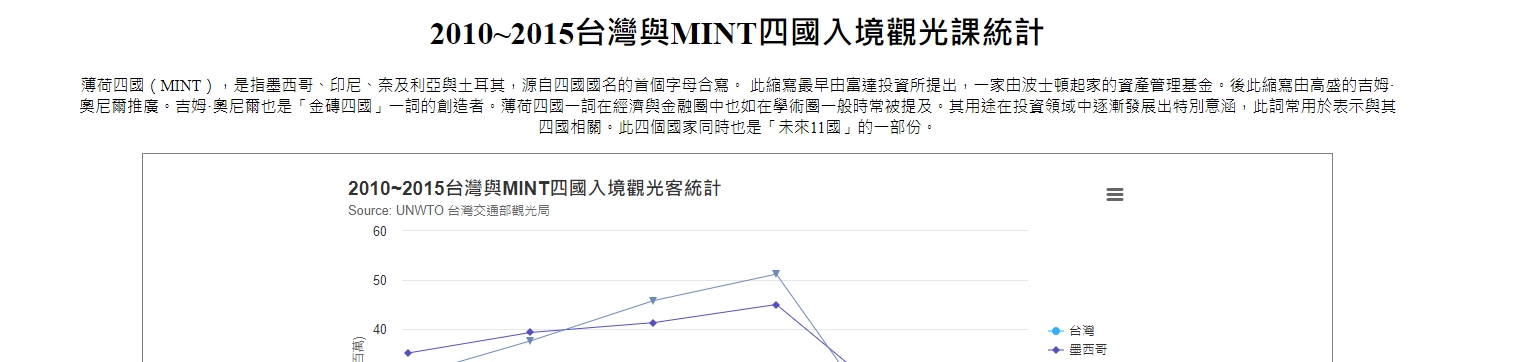 2010~2015台灣與MINT四國入境觀光課統計
薄荷四國（MINT），是指墨西哥、印尼、奈及利亞與土耳其，源自四國國名的首個字母合寫。 此縮寫最早由富達投資所提出，一家由波士頓起家的資產管理基金。後此縮寫由高盛的吉姆·
奧尼爾推廣。吉姆·奧尼爾也是「金磚四國」一詞的創造者。薄荷四國一詞在經濟與金融圈中也如在學術圈一般時常被提及。其用途在投資領域中逐漸發展出特別意涵，此詞常用於表示與其
四國相關。此四個國家同時也是「未來11國」的一部份。
2010~2015台灣與MINT四國入境觀光客統計
Source: UNWTO 台灣交通部觀光局
60
50
40
百萬)
台灣
墨西哥